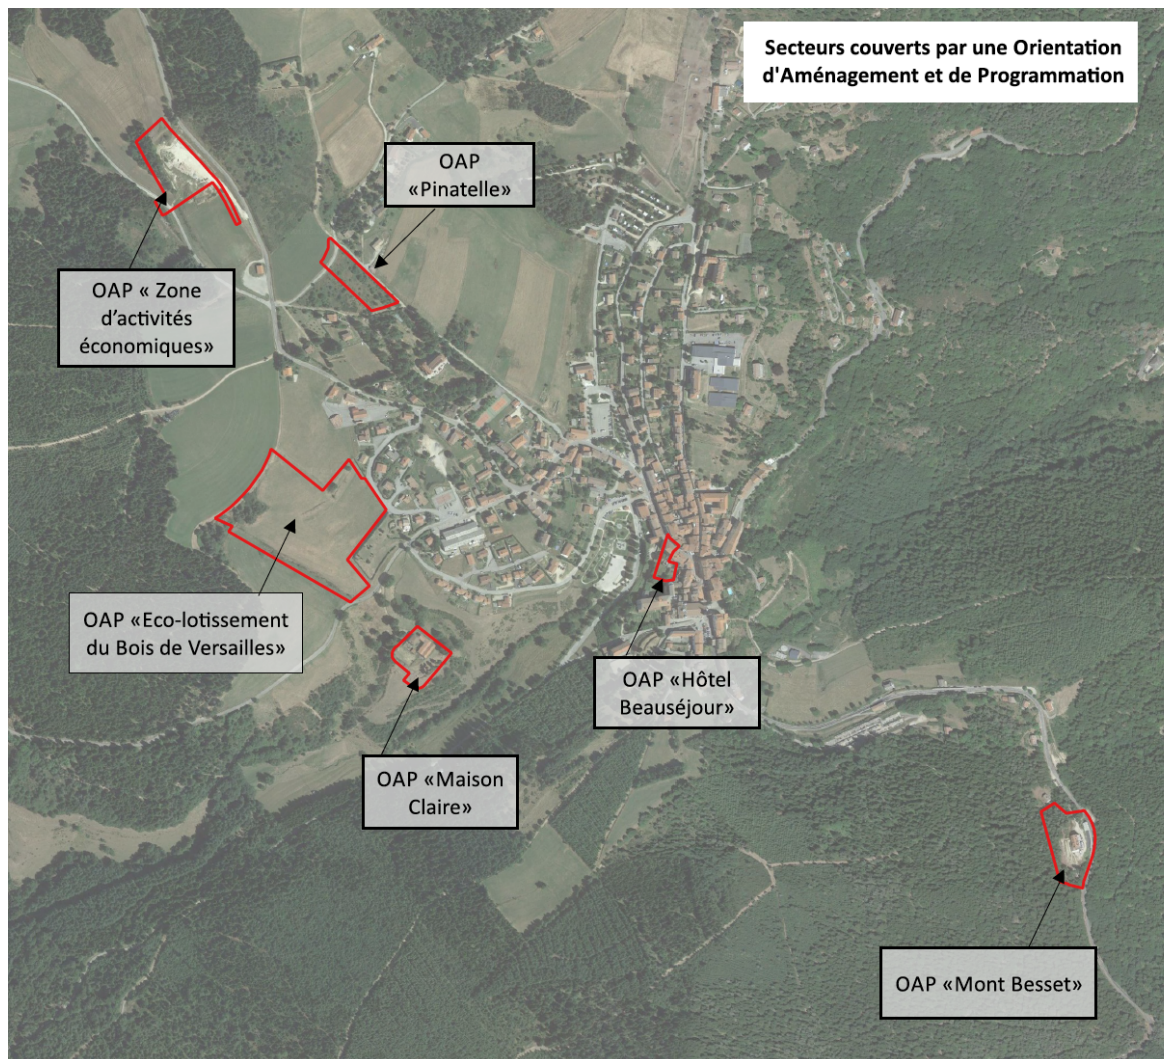 Secteurs couverts par une Orientation
d'Aménagement et de Programmation
OAP
«Pinatelle»
OAP « Zone
d’activités
économiques»
OAP «Eco-lotissement
du Bois de Versailles»
OAP «Hôtel
Beauséjour»
OAP «Maison
Claire»
OAP «Mont Besset»